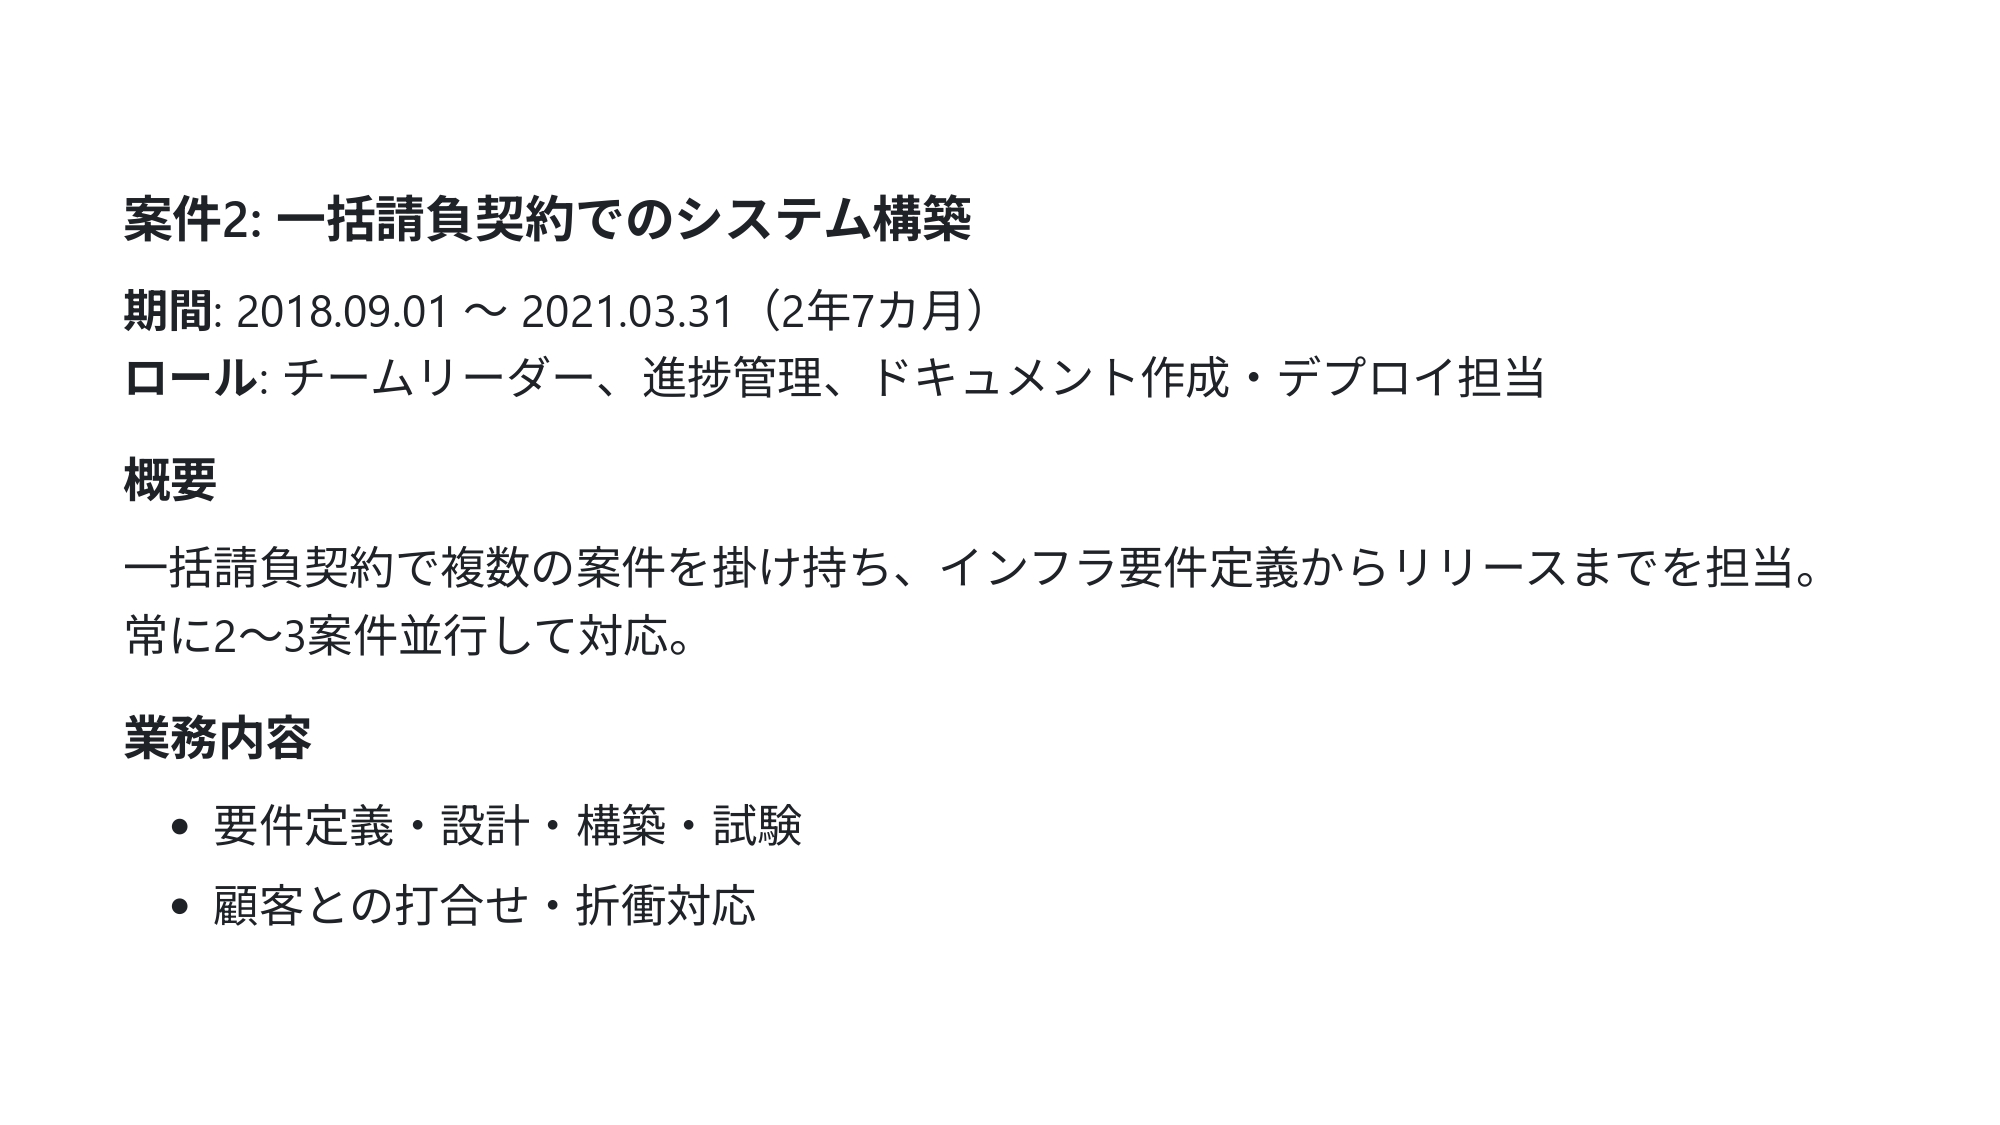 案件2: 一括請負契約でのシステム構築
期間: 2018.09.01 〜 2021.03.31（2年7カ月）
ロール: チームリーダー、進捗管理、ドキュメント作成・デプロイ担当
概要
一括請負契約で複数の案件を掛け持ち、インフラ要件定義からリリースまでを担当。
常に2〜3案件並行して対応。
業務内容
• 要件定義・設計・構築・試験
• 顧客との打合せ・折衝対応